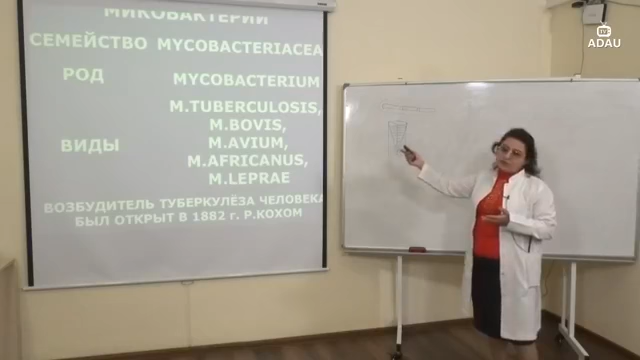 МИКОБАКТЕРИИ
СЕМЕЙСТВО MYCOBACTERIACEA
РОД MYCOBACTERIUM
M.TUBERCULOSIS,
M.BOVIS,
ВИДЫ M.AVIUM,
M.AFRICANUS,
M.LEPRAE
ВОЗБУДИТЕЛЬ ТУБЕРКУЛЁЗА ЧЕЛОВЕКА
БЫЛ ОТКРЫТ В 1882 г. Р.КОХОМ
TV
ADAU